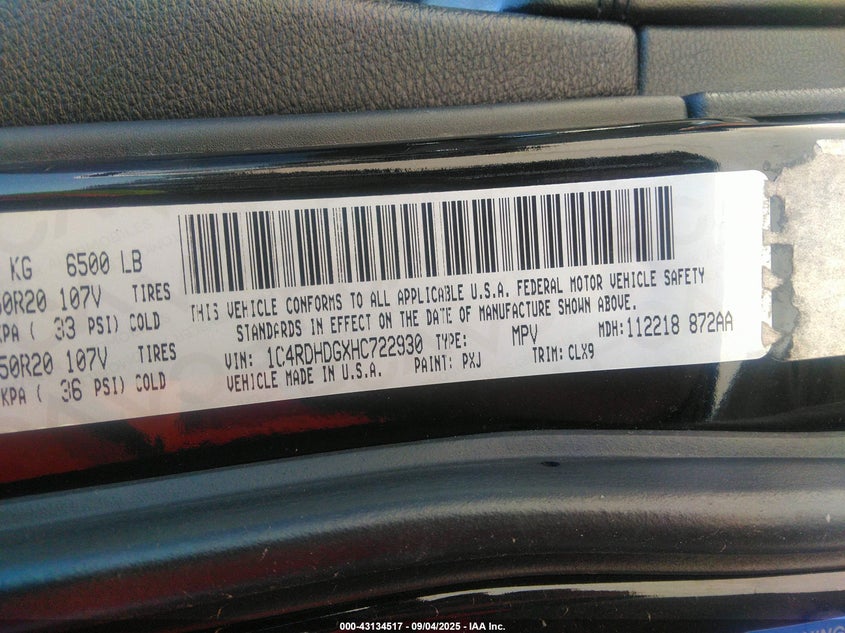 KG 6500 LB
50R20 107V TIRES
KPA ( 33 PSI) COLD
50R20 107V TIRES
KPA ( 36 PSI) COLD
THIS VEHICLE CONFORMS TO ALL APPLICABLE U.S.A. FEDERAL MOTOR VEHICLE SAFETY
STANDARDS IN EFFECT ON THE DATE OF MANUFACTURE SHOWN ABOVE.
VIN: 1C4RDHDGXHC722930 TYPE: MPV MDH:112218 872AA
VEHICLE MADE IN U.S.A. PAINT: PXJ TRIM: CLX9
000-43134517 - 09/04/2025 - IAA Inc.